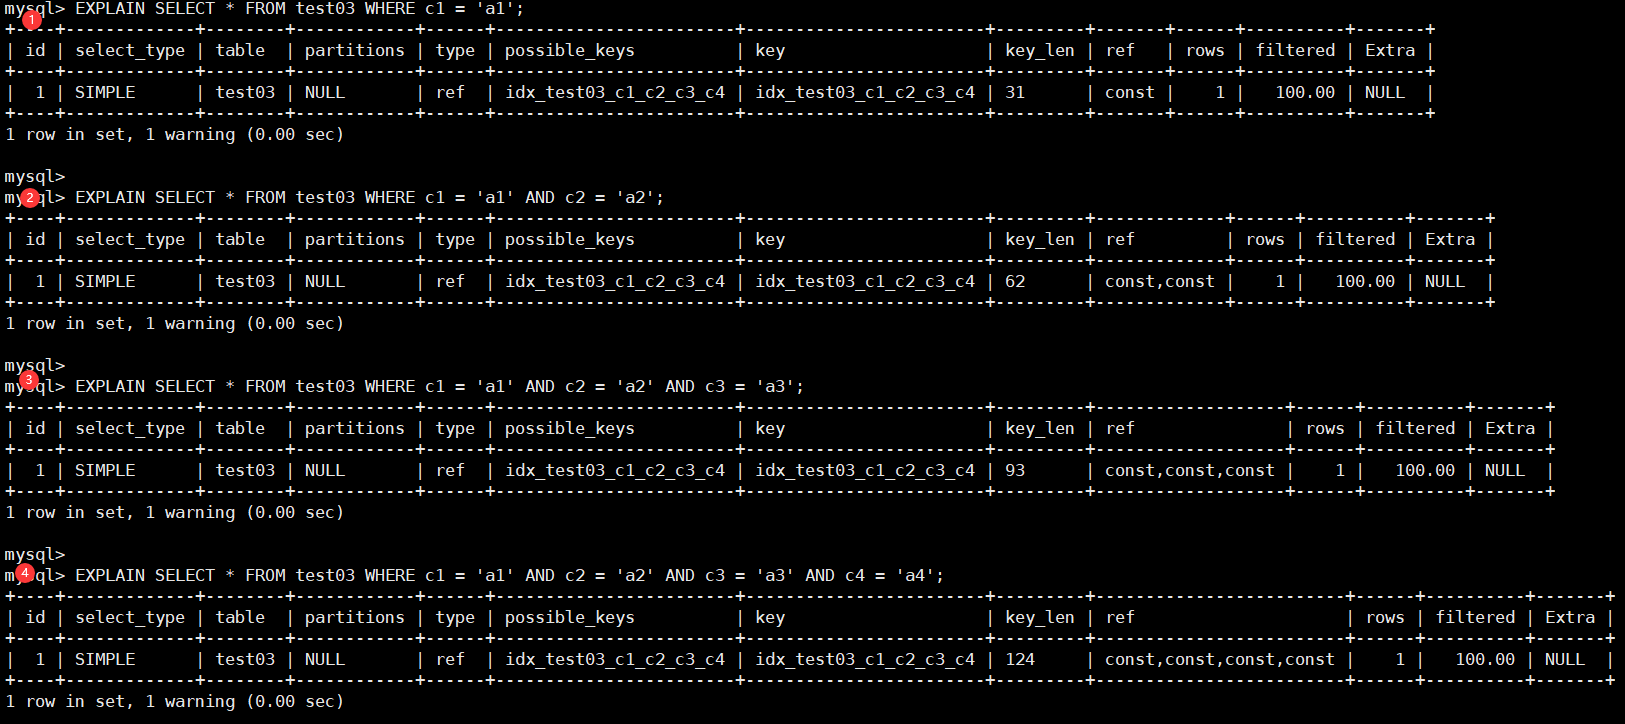 mysql> EXPLAIN SELECT * FROM test03 WHERE c1 = 'a1';
1
+----+-------------+--------+------------+------+-------------------------+-------------------------+---------+-------+------+----------+-------+
| id | select_type | table  | partitions | type | possible_keys           | key                     | key_len | ref   | rows | filtered | Extra |
+----+-------------+--------+------------+------+-------------------------+-------------------------+---------+-------+------+----------+-------+
|  1 | SIMPLE      | test03 | NULL       | ref  | idx_test03_c1_c2_c3_c4 | idx_test03_c1_c2_c3_c4 | 31      | const |    1 |   100.00 | NULL  |
+----+-------------+--------+------------+------+-------------------------+-------------------------+---------+-------+------+----------+-------+
1 row in set, 1 warning (0.00 sec)
mysql>
2
mysql> EXPLAIN SELECT * FROM test03 WHERE c1 = 'a1' AND c2 = 'a2';
+----+-------------+--------+------------+------+-------------------------+-------------------------+---------+-------------+------+----------+-------+
| id | select_type | table  | partitions | type | possible_keys           | key                     | key_len | ref         | rows | filtered | Extra |
+----+-------------+--------+------------+------+-------------------------+-------------------------+---------+-------------+------+----------+-------+
|  1 | SIMPLE      | test03 | NULL       | ref  | idx_test03_c1_c2_c3_c4 | idx_test03_c1_c2_c3_c4 | 62      | const,const |    1 |   100.00 | NULL  |
+----+-------------+--------+------------+------+-------------------------+-------------------------+---------+-------------+------+----------+-------+
1 row in set, 1 warning (0.00 sec)
mysql>
3
mysql> EXPLAIN SELECT * FROM test03 WHERE c1 = 'a1' AND c2 = 'a2' AND c3 = 'a3';
+----+-------------+--------+------------+------+-------------------------+-------------------------+---------+-------------------+------+----------+-------+
| id | select_type | table  | partitions | type | possible_keys           | key                     | key_len | ref               | rows | filtered | Extra |
+----+-------------+--------+------------+------+-------------------------+-------------------------+---------+-------------------+------+----------+-------+
|  1 | SIMPLE      | test03 | NULL       | ref  | idx_test03_c1_c2_c3_c4 | idx_test03_c1_c2_c3_c4 | 93      | const,const,const |    1 |   100.00 | NULL  |
+----+-------------+--------+------------+------+-------------------------+-------------------------+---------+-------------------+------+----------+-------+
1 row in set, 1 warning (0.00 sec)
mysql>
4
mysql> EXPLAIN SELECT * FROM test03 WHERE c1 = 'a1' AND c2 = 'a2' AND c3 = 'a3' AND c4 = 'a4';
+----+-------------+--------+------------+------+-------------------------+-------------------------+---------+-------------------------+------+----------+-------+
| id | select_type | table  | partitions | type | possible_keys           | key                     | key_len | ref                     | rows | filtered | Extra |
+----+-------------+--------+------------+------+-------------------------+-------------------------+---------+-------------------------+------+----------+-------+
|  1 | SIMPLE      | test03 | NULL       | ref  | idx_test03_c1_c2_c3_c4 | idx_test03_c1_c2_c3_c4 | 124     | const,const,const,const |    1 |   100.00 | NULL  |
+----+-------------+--------+------------+------+-------------------------+-------------------------+---------+-------------------------+------+----------+-------+
1 row in set, 1 warning (0.00 sec)